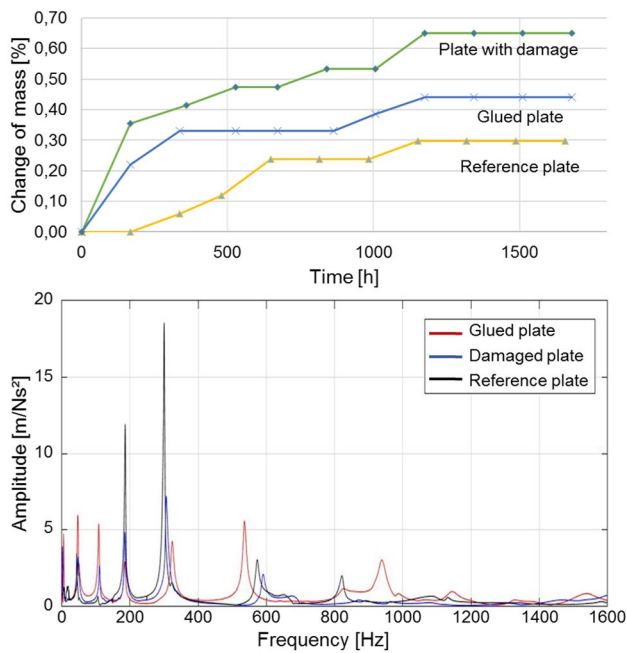 0,70
0,60
0,50
0,40
0,30
0,20
0,10
0,00
Change of mass [%]
Plate with damage
Glued plate
Reference plate
0 500 1000 1500
Time [h]
20
15
10
5
0
Amplitude [m/Ns²]
Glued plate
Damaged plate
Reference plate
0 200 400 600 800 1000 1200 1400 1600
Frequency [Hz]